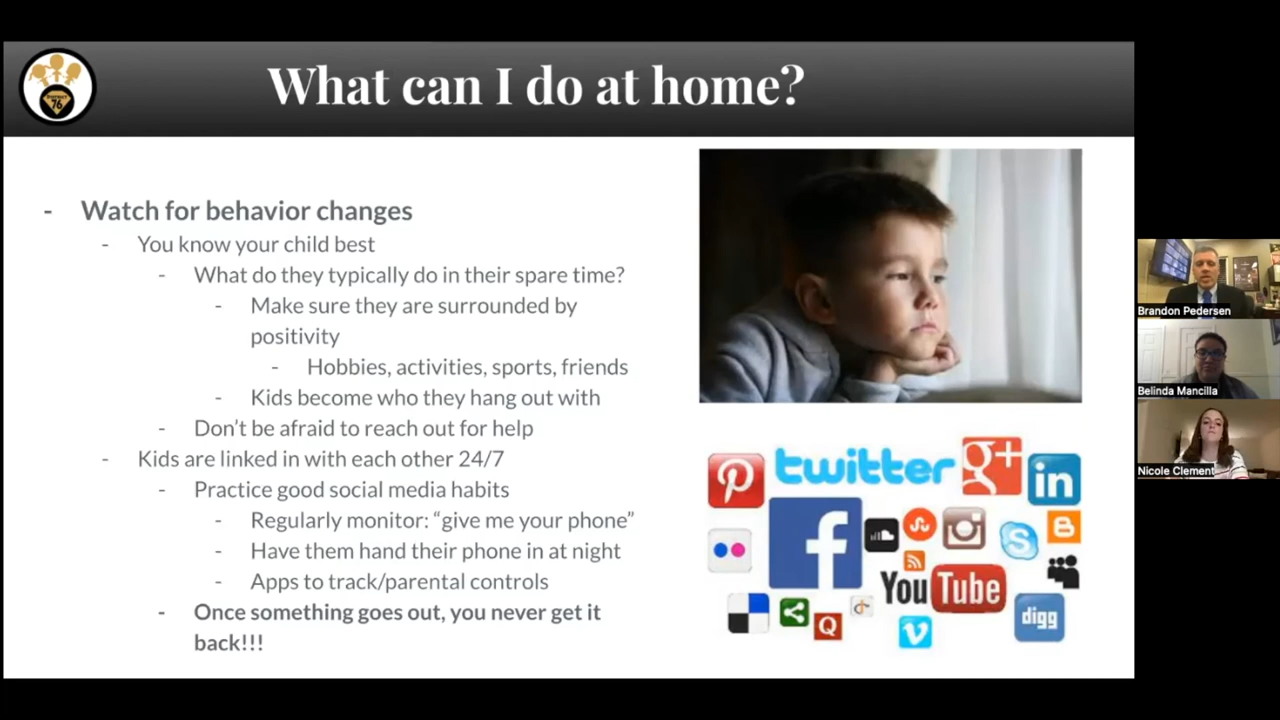 DISTRICT
76
What can I do at home?
- Watch for behavior changes
- You know your child best
- What do they typically do in their spare time?
- Make sure they are surrounded by
positivity
- Hobbies, activities, sports, friends
- Kids become who they hang out with
- Don’t be afraid to reach out for help
- Kids are linked in with each other 24/7
- Practice good social media habits
- Regularly monitor: “give me your phone”
- Have them hand their phone in at night
- Apps to track/parental controls
- Once something goes out, you never get it
back!!!
twitter
g+
in
f
You Tube
Q
digg
Brandon Pedersen
Belinda Mancilla
Nicole Clement